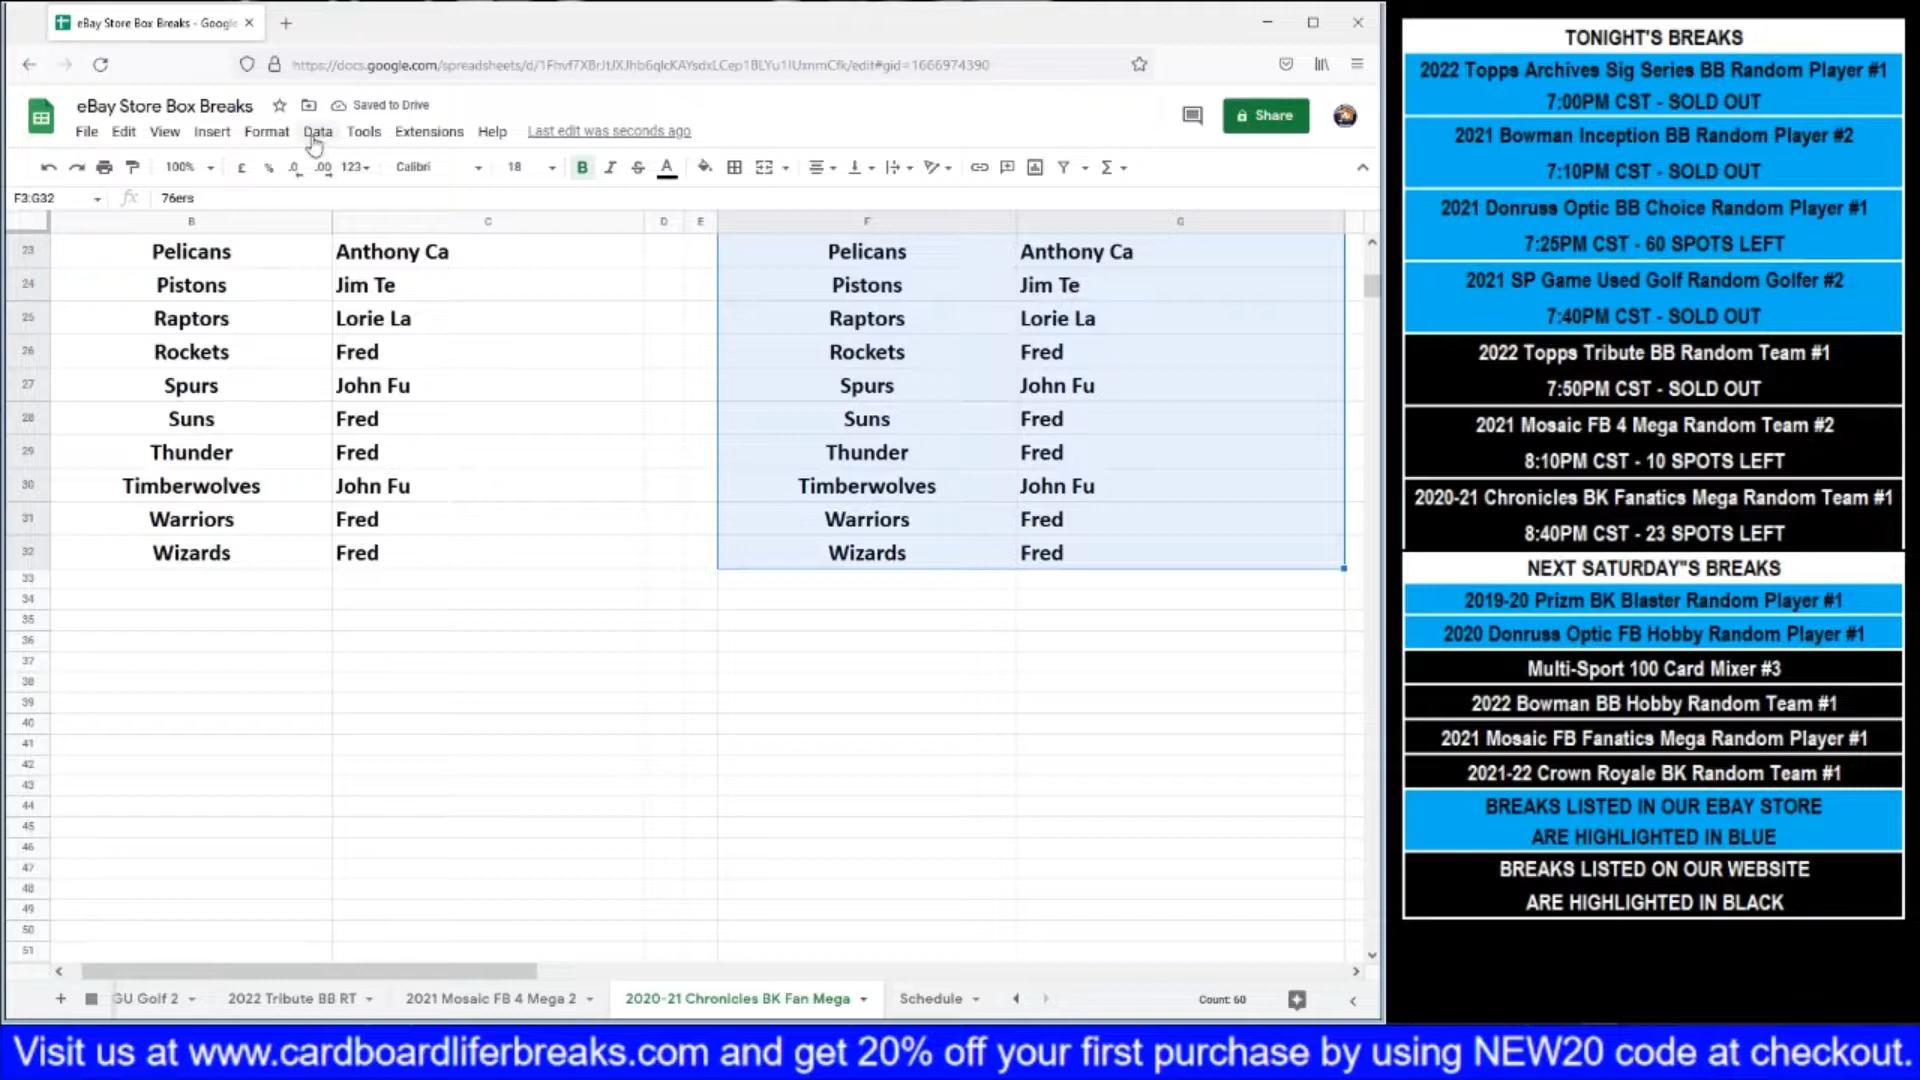 eBay Store Box Breaks - Google
https://docs.google.com/spreadsheets/d/
eBay Store Box Breaks
Saved to Drive
Share
File Edit View Insert Format Data Tools Extensions Help Last edit was seconds ago
100% £ % .0 .00 123 Calibri 18 B I S A
F3:G32 fx 76ers
B C D E F G
23 Pelicans Anthony Ca Pelicans Anthony Ca
24 Pistons Jim Te Pistons Jim Te
25 Raptors Lorie La Raptors Lorie La
26 Rockets Fred Rockets Fred
27 Spurs John Fu Spurs John Fu
28 Suns Fred Suns Fred
29 Thunder Fred Thunder Fred
30 Timberwolves John Fu Timberwolves John Fu
31 Warriors Fred Warriors Fred
32 Wizards Fred Wizards Fred
33
34
35
36
37
38
39
40
41
42
43
44
45
46
47
48
49
50
51
GU Golf 2 2022 Tribute BB RT 2021 Mosaic FB 4 Mega 2 2020-21 Chronicles BK Fan Mega Schedule Count: 60
TONIGHT'S BREAKS
2022 Topps Archives Sig Series BB Random Player #1
7:00PM CST - SOLD OUT
2021 Bowman Inception BB Random Player #2
7:10PM CST - SOLD OUT
2021 Donruss Optic BB Choice Random Player #1
7:25PM CST - 60 SPOTS LEFT
2021 SP Game Used Golf Random Golfer #2
7:40PM CST - SOLD OUT
2022 Topps Tribute BB Random Team #1
7:50PM CST - SOLD OUT
2021 Mosaic FB 4 Mega Random Team #2
8:10PM CST - 10 SPOTS LEFT
2020-21 Chronicles BK Fanatics Mega Random Team #1
8:40PM CST - 23 SPOTS LEFT
NEXT SATURDAY"S BREAKS
2019-20 Prizm BK Blaster Random Player #1
2020 Donruss Optic FB Hobby Random Player #1
Multi-Sport 100 Card Mixer #3
2022 Bowman BB Hobby Random Team #1
2021 Mosaic FB Fanatics Mega Random Player #1
2021-22 Crown Royale BK Random Team #1
BREAKS LISTED IN OUR EBAY STORE
ARE HIGHLIGHTED IN BLUE
BREAKS LISTED ON OUR WEBSITE
ARE HIGHLIGHTED IN BLACK
Visit us at www.cardboardliferbreaks.com and get 20% off your first purchase by using NEW20 code at checkout.